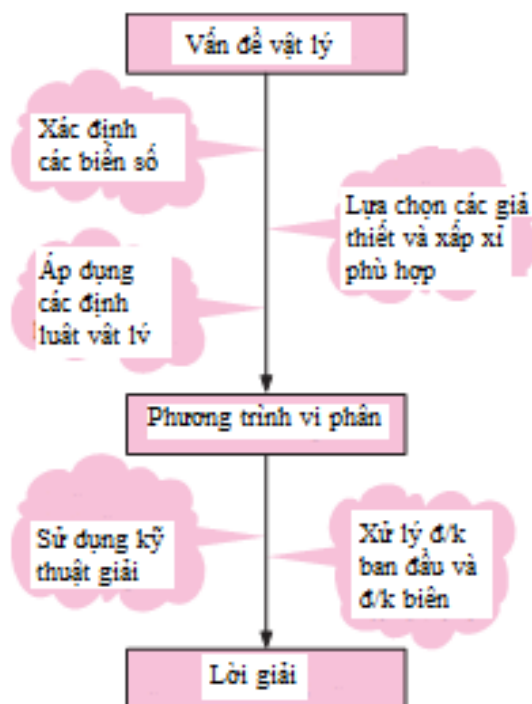 Vấn đề vật lý
Xác định
các biến số
Lựa chọn các giả
thiết và xấp xỉ
phù hợp
Áp dụng
các định
luật vật lý
Phương trình vi phân
Sử dụng kỹ
thuật giải
Xử lý đ/k
ban đầu và
đ/k biên
Lời giải